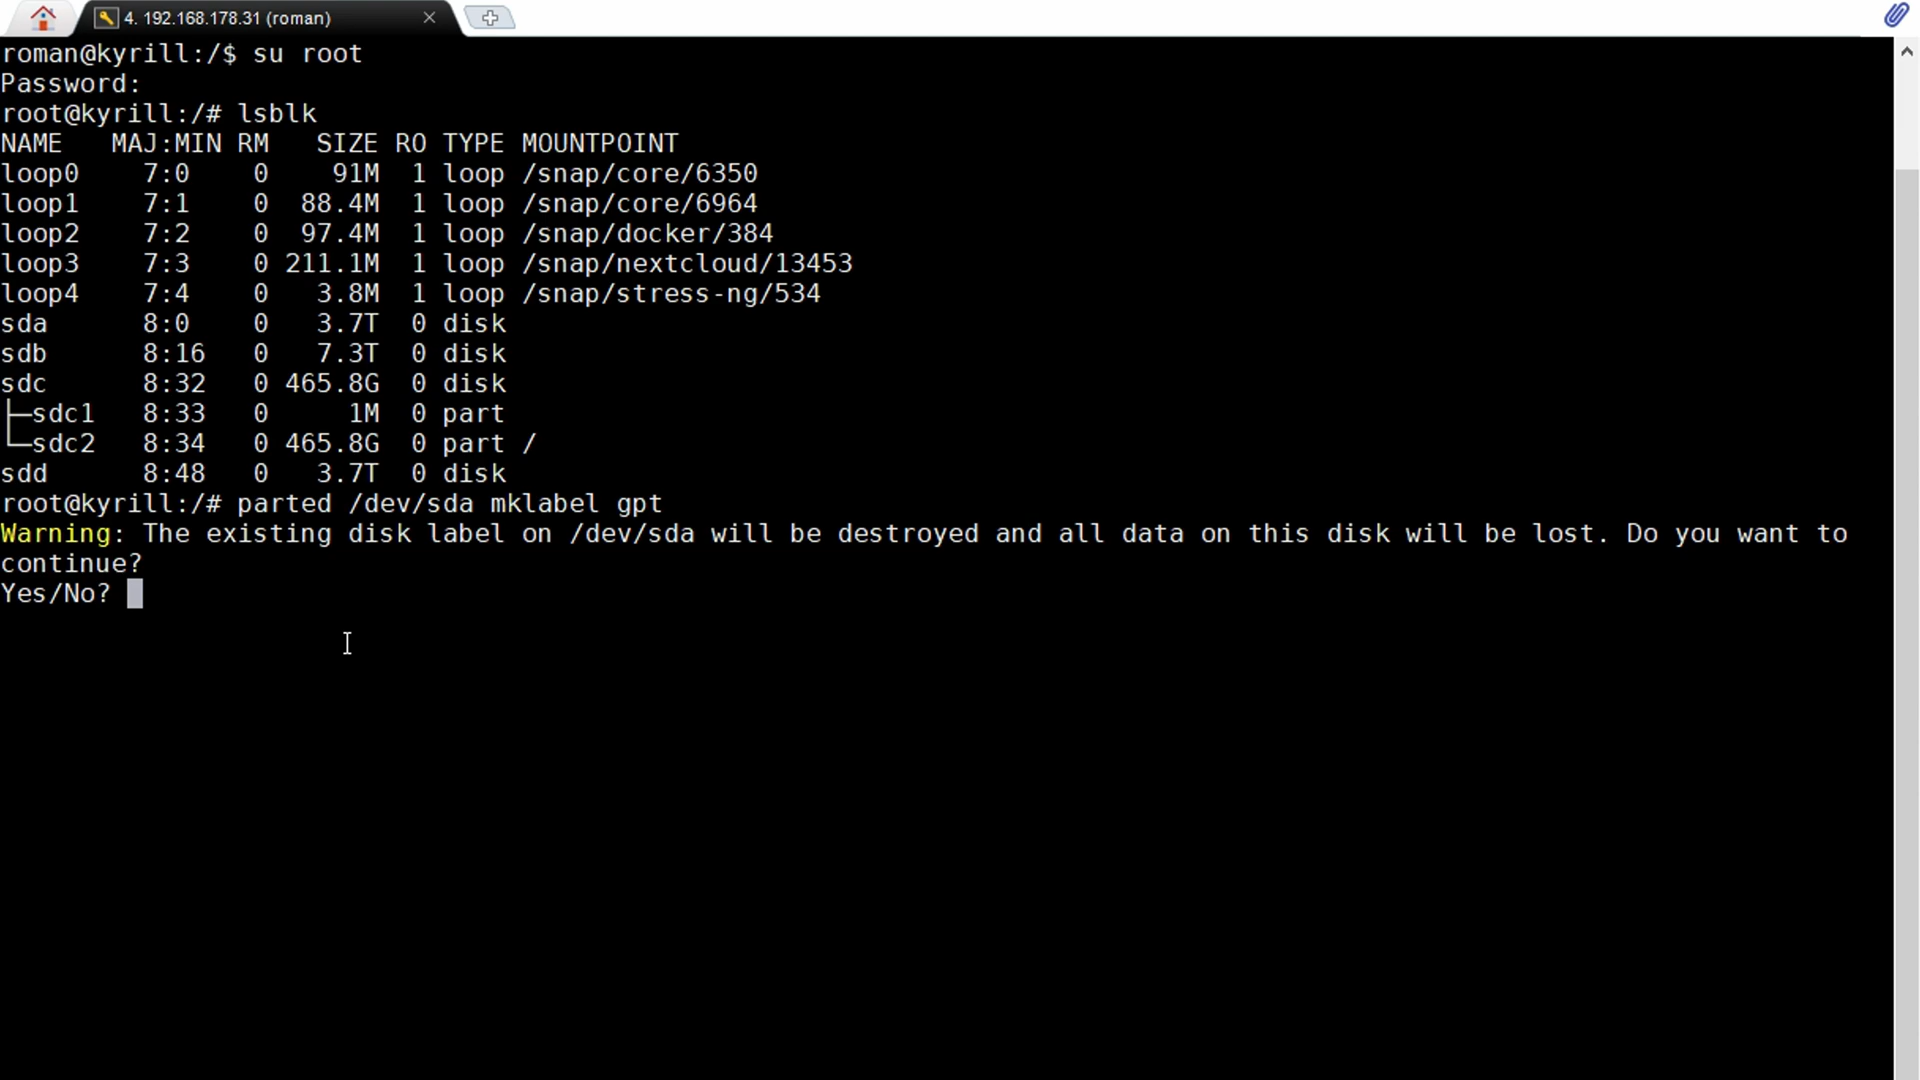 4. 192.168.178.31 (roman)
roman@kyrill:/$ su root
Password:
root@kyrill:/# lsblk
NAME   MAJ:MIN RM   SIZE RO TYPE MOUNTPOINT
loop0    7:0    0    91M  1 loop /snap/core/6350
loop1    7:1    0  88.4M  1 loop /snap/core/6964
loop2    7:2    0  97.4M  1 loop /snap/docker/384
loop3    7:3    0 211.1M  1 loop /snap/nextcloud/13453
loop4    7:4    0   3.8M  1 loop /snap/stress-ng/534
sda      8:0    0   3.7T  0 disk
sdb      8:16   0   7.3T  0 disk
sdc      8:32   0 465.8G  0 disk
├─sdc1   8:33   0     1M  0 part
└─sdc2   8:34   0 465.8G  0 part /
sdd      8:48   0   3.7T  0 disk
root@kyrill:/# parted /dev/sda mklabel gpt
Warning: The existing disk label on /dev/sda will be destroyed and all data on this disk will be lost. Do you want to
continue?
Yes/No?